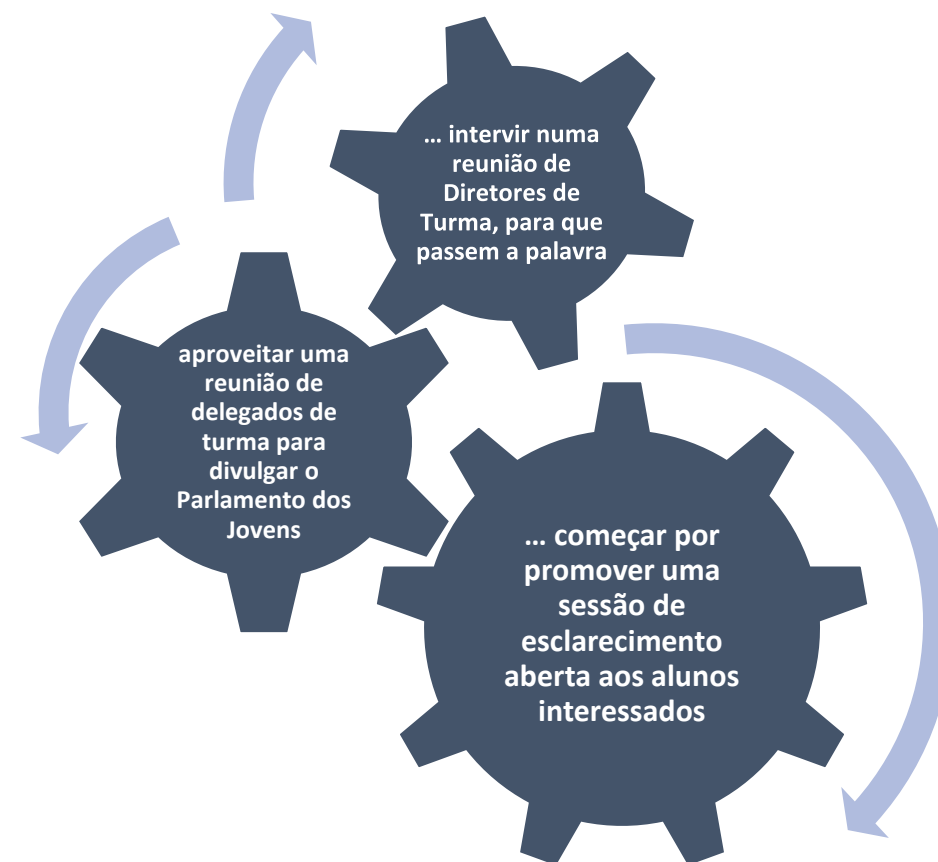 … intervir numa
reunião de
Diretores de
Turma, para que
passem a palavra
aproveitar uma
reunião de
delegados de
turma para
divulgar o
Parlamento dos
Jovens
… começar por
promover uma
sessão de
esclarecimento
aberta aos alunos
interessados